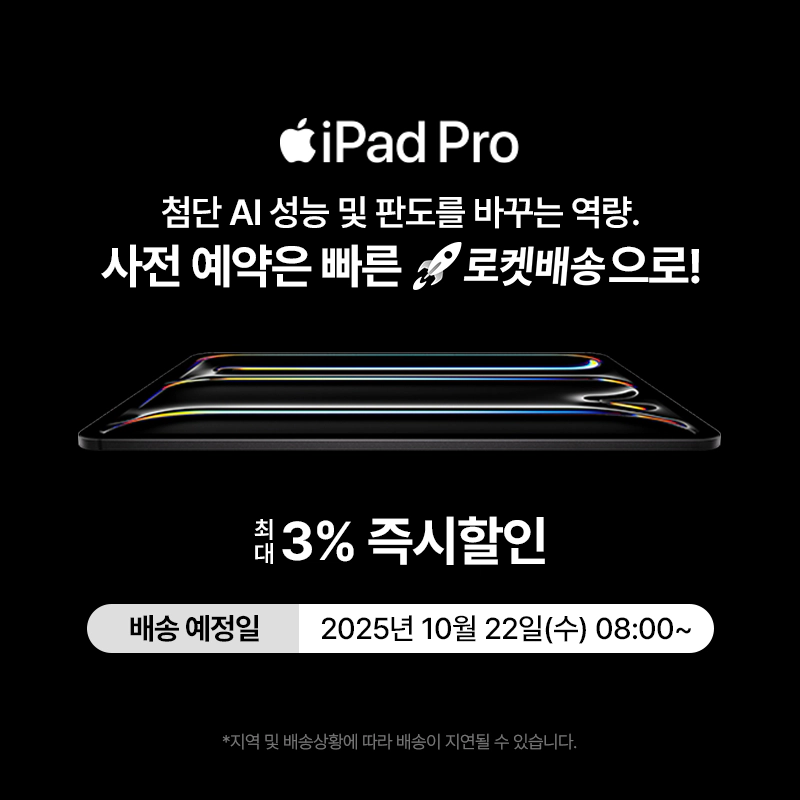 iPad Pro
첨단 AI 성능 및 판도를 바꾸는 역량.
사전 예약은 빠른 로켓배송으로!
최대 3% 즉시할인
배송 예정일 2025년 10월 22일(수) 08:00~
*지역 및 배송상황에 따라 배송이 지연될 수 있습니다.